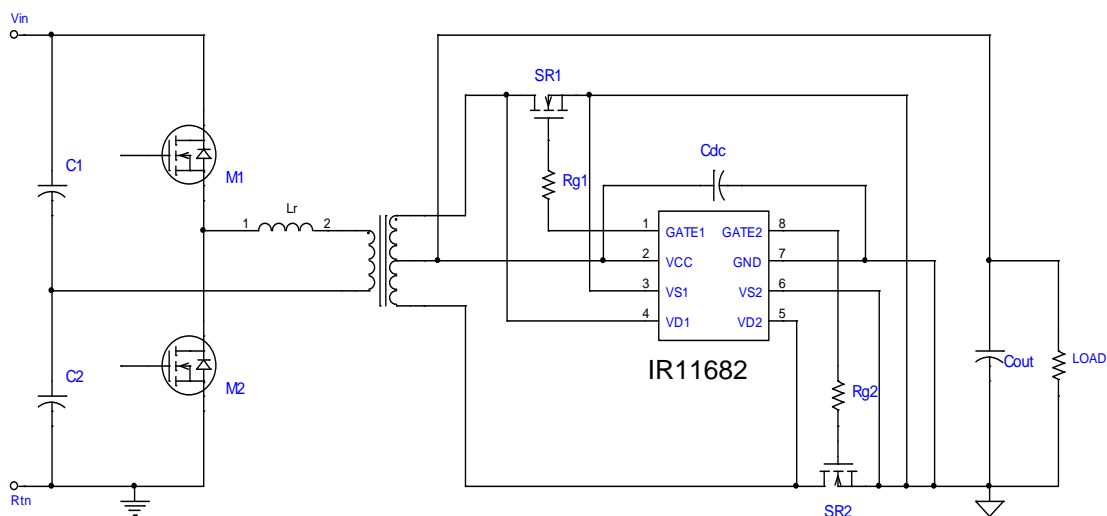 Vin
SR1
C1
M1
Cdc
Rg1
Lr
1
2
1
GATE1
GATE2
8
2
VCC
GND
7
3
VS1
VS2
6
4
VD1
VD2
5
IR11682
C2
M2
Rg2
Cout
LOAD
Rtn
SR2